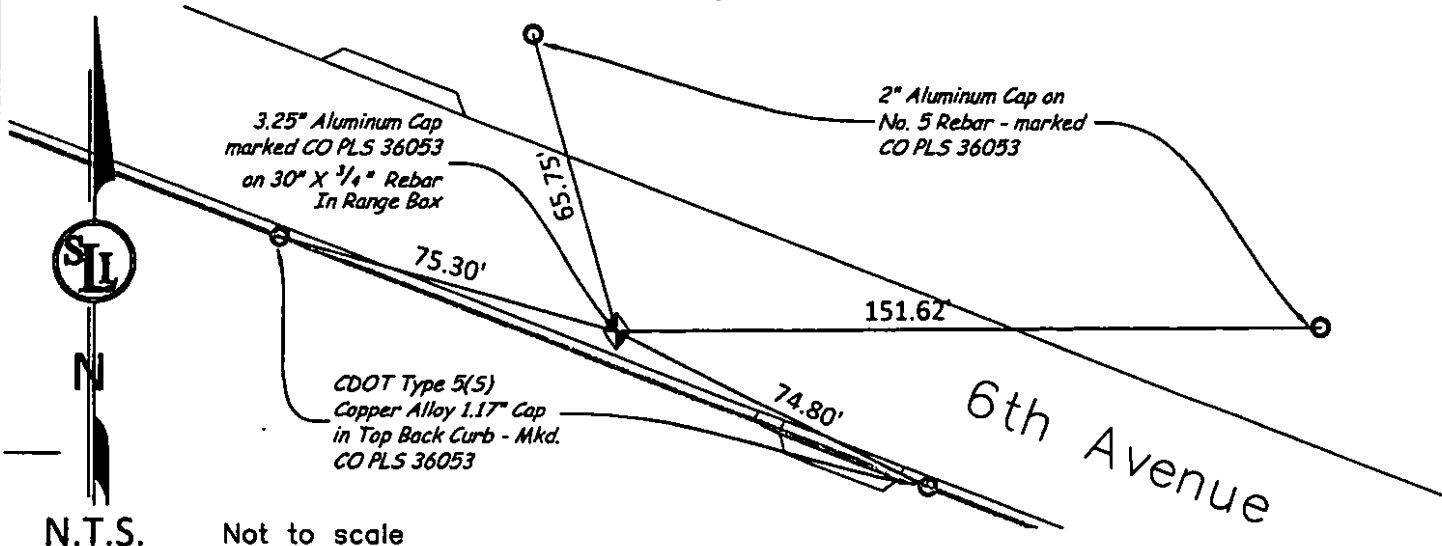 3.25" Aluminum Cap
marked CO PLS 36053
on 30" X 3/4" Rebar
In Range Box
2" Aluminum Cap on
No. 5 Rebar - marked
CO PLS 36053
65.75'
75.30'
151.62'
74.80'
CDOT Type 5(S)
Copper Alloy 1.17" Cap
in Top Back Curb - Mkd.
CO PLS 36053
6th Avenue
SLI
N
N.T.S.
Not to scale